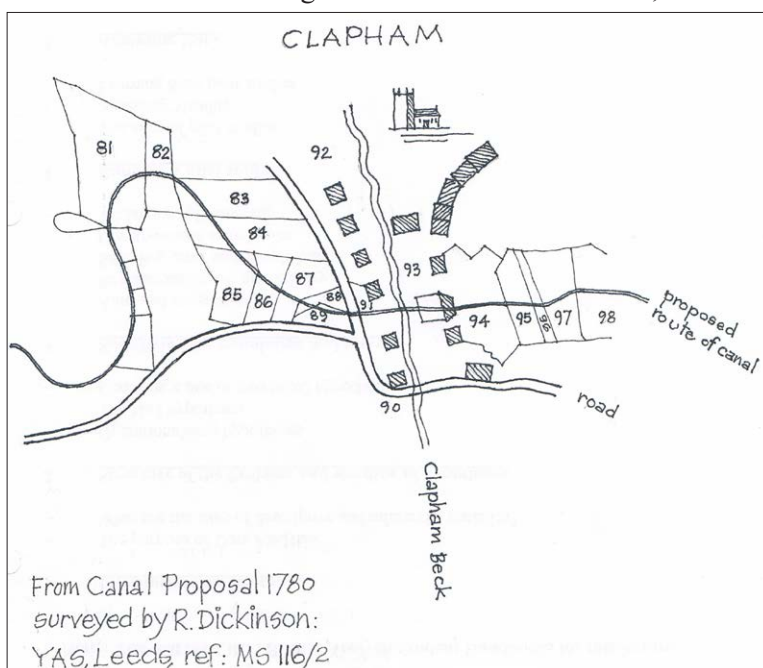 CLAPHAM
81
82
92
83
84
93
85
86
87
88
89
91
94
95
96
97
98
90
proposed
route of canal
road
Clapham Beck
From Canal Proposal 1780
surveyed by R. Dickinson:
YAS, Leeds, ref: MS 116/2